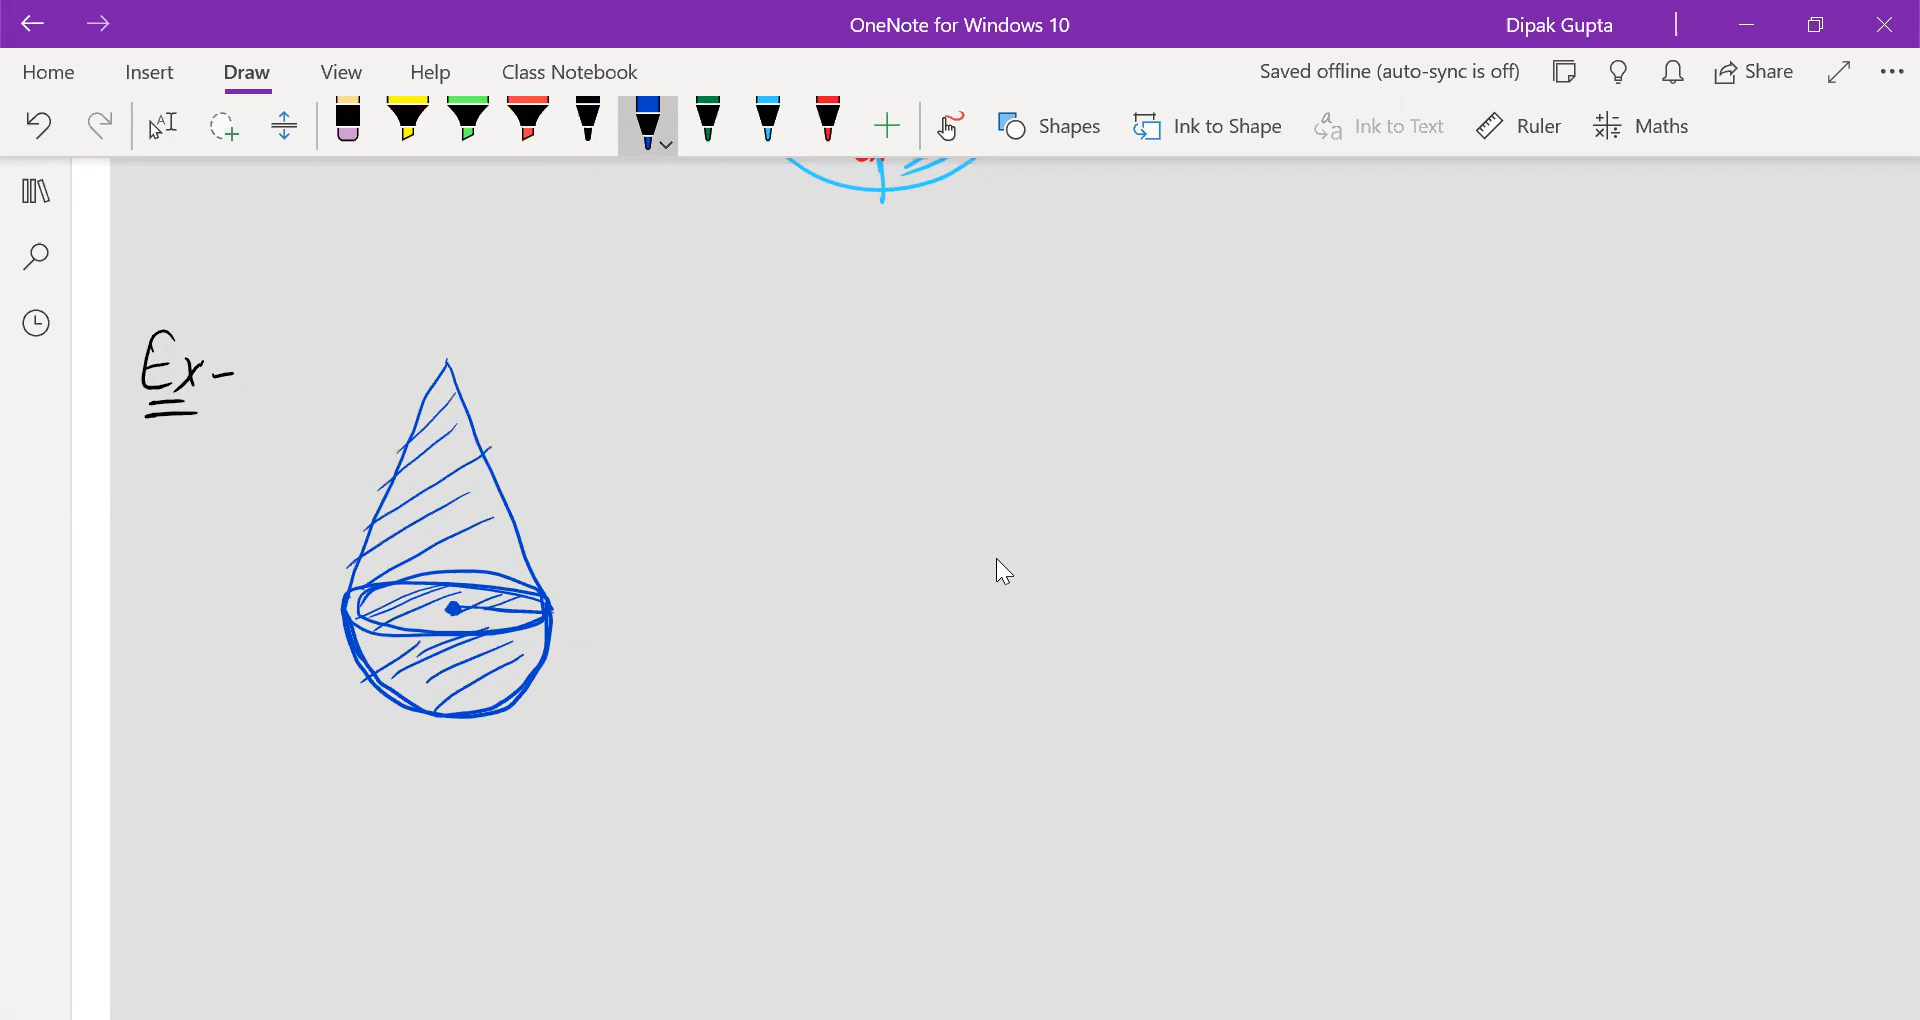 OneNote for Windows 10
Dipak Gupta
Home Insert Draw View Help Class Notebook
Saved offline (auto-sync is off) Share
Shapes Ink to Shape Ink to Text Ruler Maths
Ex-